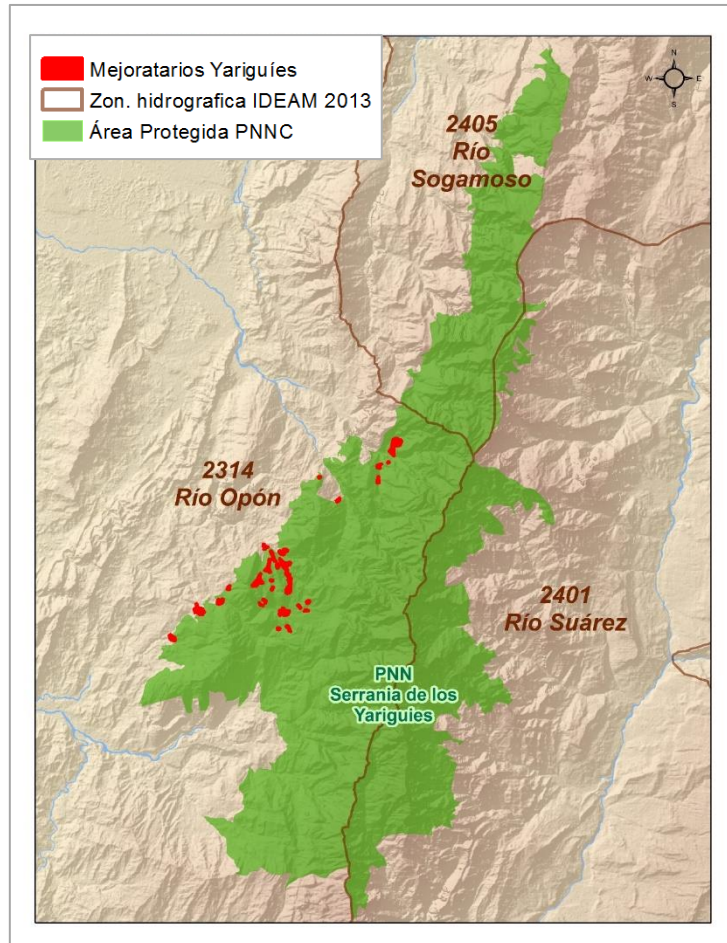 Mejoratarios Yariguíes
Zon. hidrografica IDEAM 2013
Área Protegida PNNC
N
W
E
S
2405
Río
Sogamoso
2314
Río Opón
2401
Río Suárez
PNN
Serrania de los
Yariguies